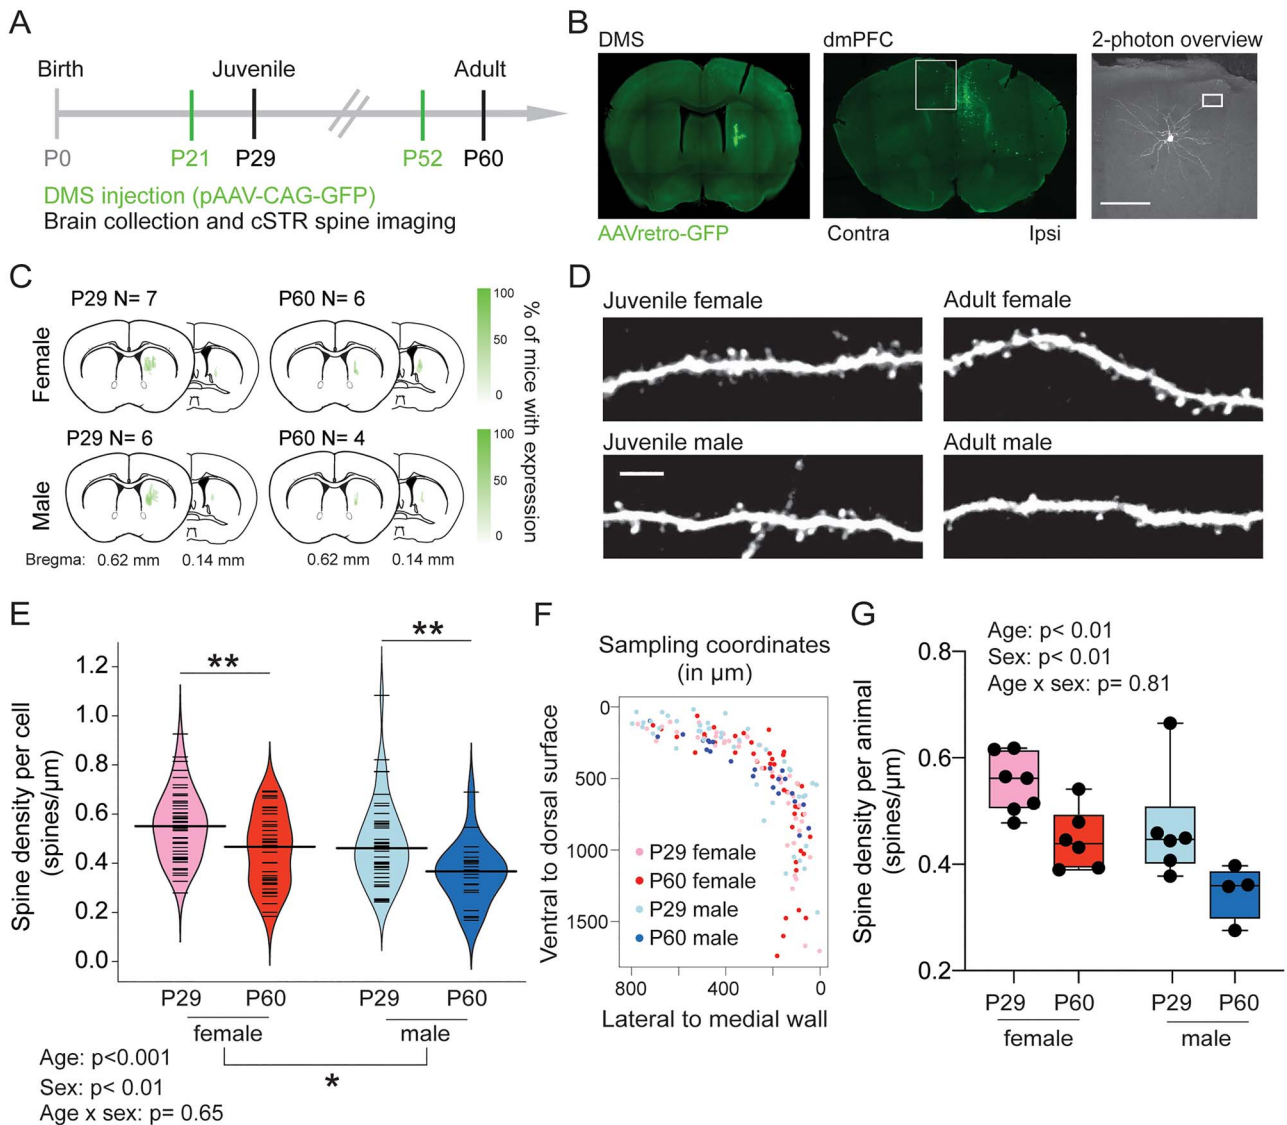 A
Birth
Juvenile
Adult
P0
P21
P29
P52
P60
DMS injection (pAAV-CAG-GFP)
Brain collection and cSTR spine imaging
B
DMS
dmPFC
2-photon overview
AAVretro-GFP
Contra
Ipsi
C
P29 N= 7
P60 N= 6
Female
100
50
0
P29 N= 6
P60 N= 4
Male
100
50
0
% of mice with expression
Bregma:
0.62 mm
0.14 mm
0.62 mm
0.14 mm
D
Juvenile female
Adult female
Juvenile male
Adult male
E
Spine density per cell
(spines/µm)
1.2
1.0
0.8
0.6
0.4
0.2
0.0
**
**
P29
P60
P29
P60
female
male
*
Age: p<0.001
Sex: p< 0.01
Age x sex: p= 0.65
F
Sampling coordinates
(in µm)
Ventral to dorsal surface
0
500
1000
1500
P29 female
P60 female
P29 male
P60 male
800
400
0
Lateral to medial wall
G
Age: p< 0.01
Sex: p< 0.01
Age x sex: p= 0.81
Spine density per animal
(spines/µm)
0.8
0.6
0.4
0.2
P29
P60
P29
P60
female
male